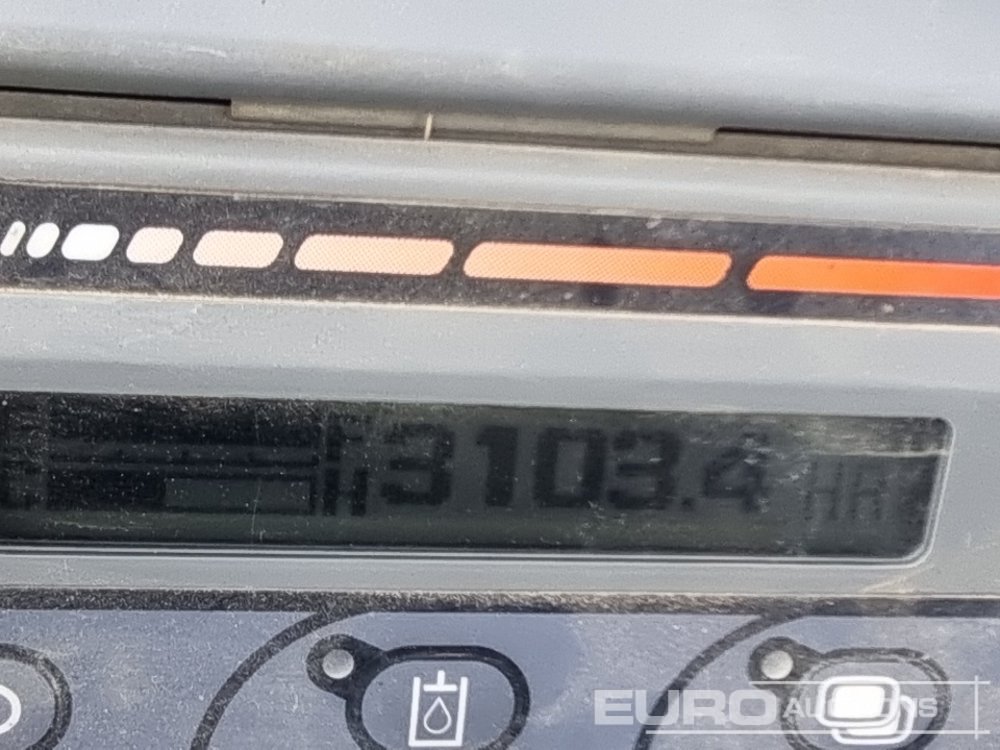 3103.4 HR
EURO AUCTIONS